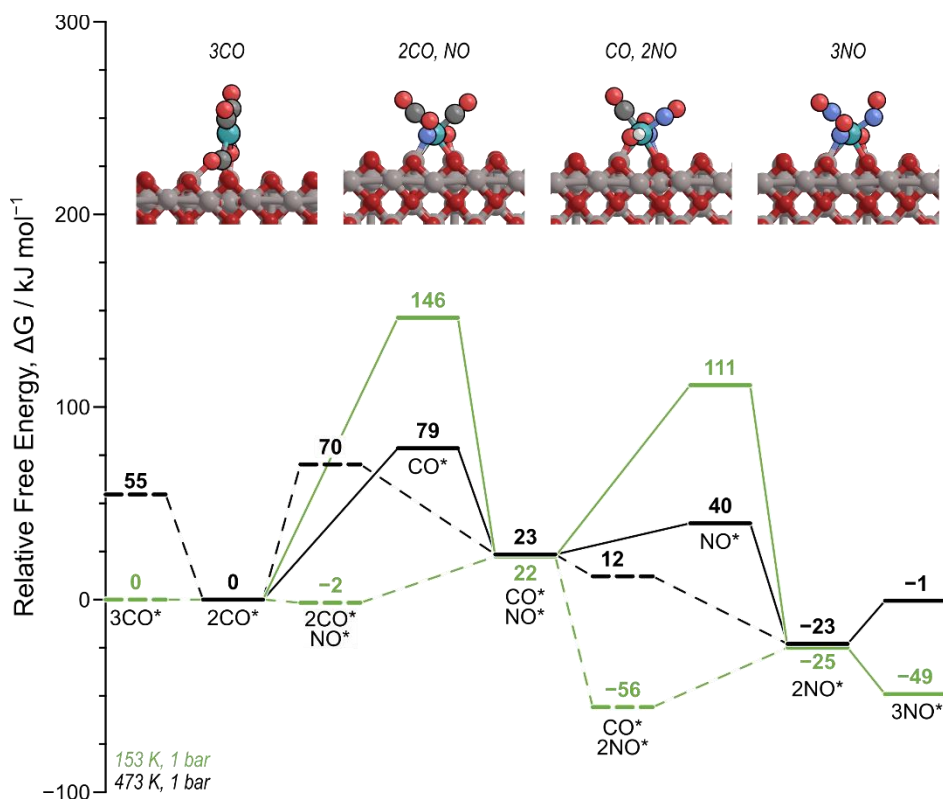 300
200
100
0
−100
Relative Free Energy, ΔG / kJ mol⁻¹
3CO
2CO, NO
CO, 2NO
3NO
146
111
79
CO*
70
55
40
NO*
23
22
CO*
NO*
12
0
3CO*
0
2CO*
−2
2CO*
NO*
−1
−23
−25
2NO*
−56
CO*
2NO*
−49
3NO*
153 K, 1 bar
473 K, 1 bar